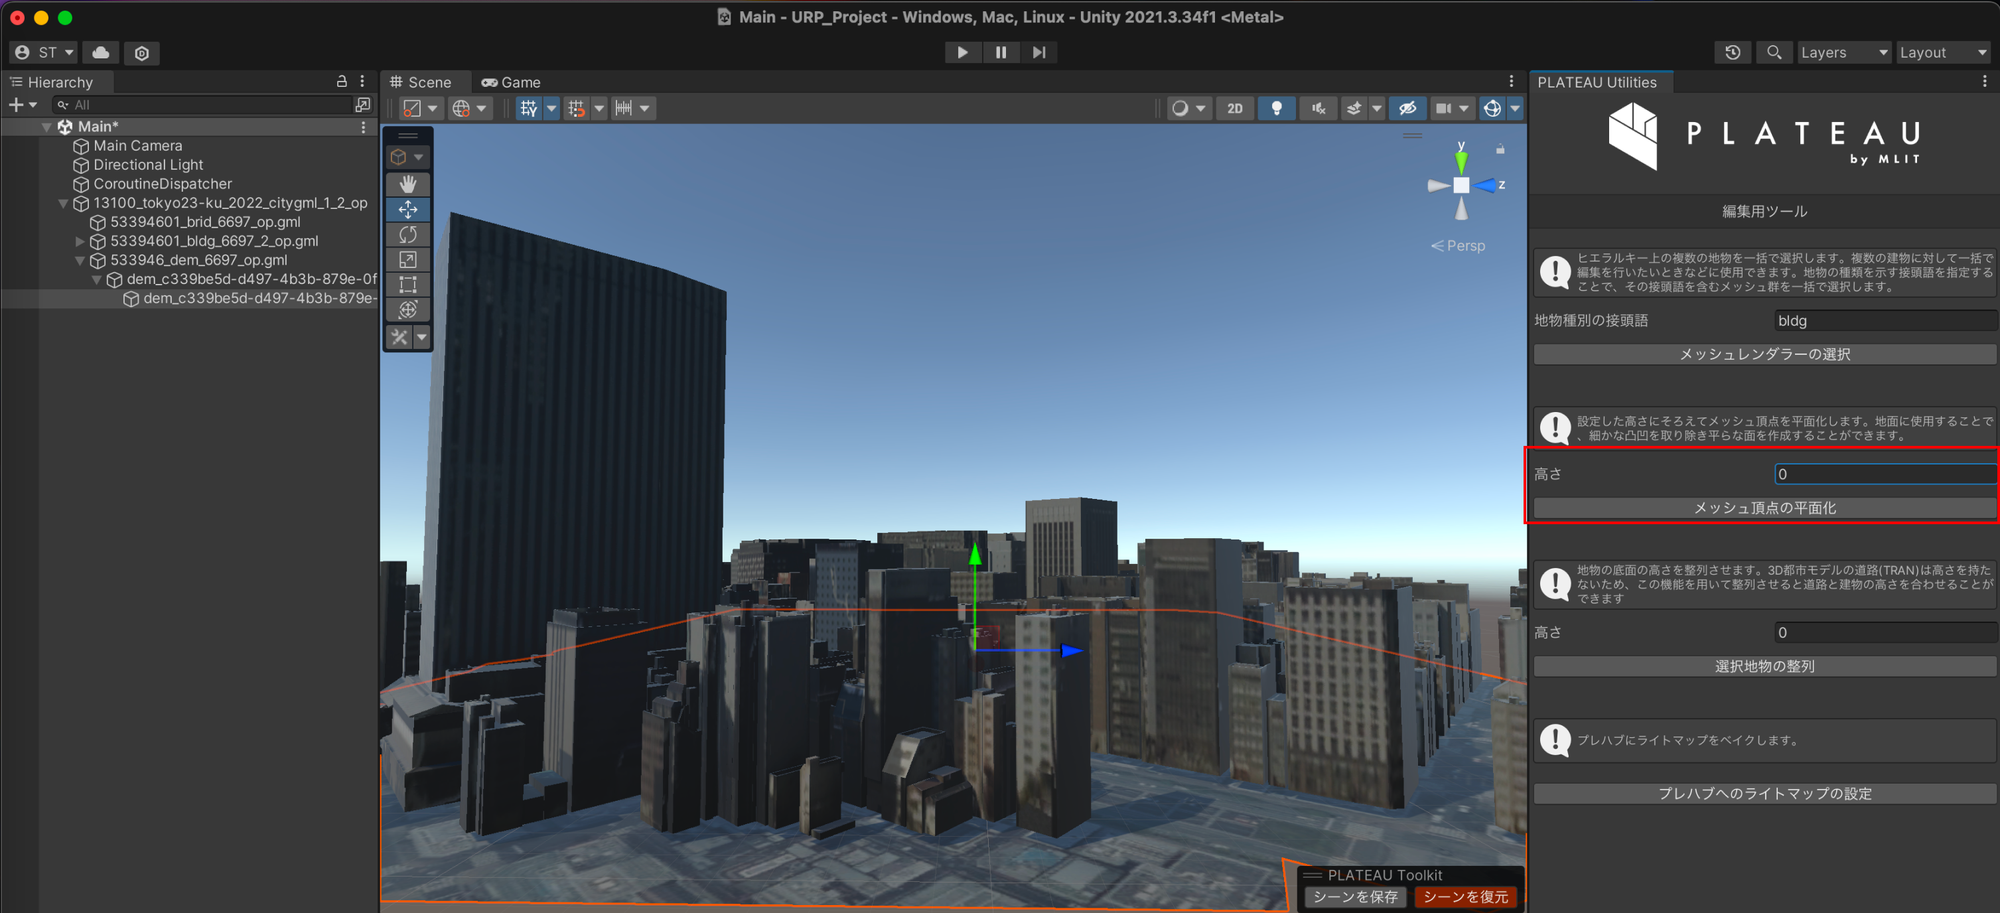 Main - URP_Project - Windows, Mac, Linux - Unity 2021.3.34f1 <Metal>
ST
Layers
Layout
Hierarchy
All
Scene
Game
2D
PLATEAU Utilities
Main*
Main Camera
Directional Light
CoroutineDispatcher
13100_tokyo23-ku_2022_citygml_1_2_op
53394601_brid_6697_op.gml
53394601_bldg_6697_2_op.gml
533946_dem_6697_op.gml
dem_c339be5d-d497-4b3b-879e-0f
dem_c339be5d-d497-4b3b-879e-
y
z
Persp
PLATEAU
by MLIT
編集用ツール
ヒエラルキー上の複数の地物を一括で選択します。複数の建物に対して一括で
編集を行いたいときなどに使用できます。地物の種類を示す接頭語を指定する
ことで、その接頭語を含むメッシュ群を一括で選択します。
地物種別の接頭語
bldg
メッシュレンダラーの選択
設定した高さにそろえてメッシュ頂点を平面化します。地面に使用することで
、細かな凸凹を取り除き平らな面を作成することができます。
高さ
0
メッシュ頂点の平面化
地物の底面の高さを整列させます。3D都市モデルの道路(TRAN)は高さを持た
ないため、この機能を用いて整列させると道路と建物の高さを合わせることが
できます
高さ
0
選択地物の整列
プレハブにライトマップをベイクします。
プレハブへのライトマップの設定
PLATEAU Toolkit
シーンを保存
シーンを復元